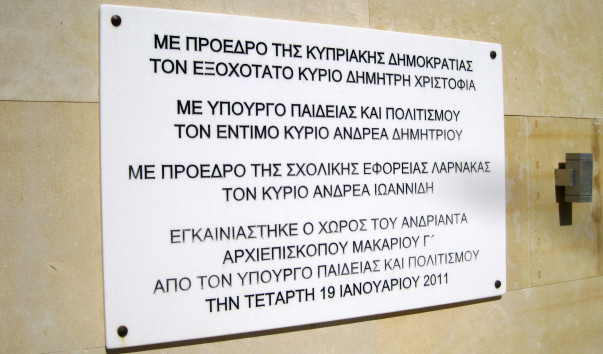 ΜΕ ΠΡΟΕΔΡΟ ΤΗΣ ΚΥΠΡΙΑΚΗΣ ΔΗΜΟΚΡΑΤΙΑΣ
ΤΟΝ ΕΞΟΧΟΤΑΤΟ ΚΥΡΙΟ ΔΗΜΗΤΡΗ ΧΡΙΣΤΟΦΙΑ
ΜΕ ΥΠΟΥΡΓΟ ΠΑΙΔΕΙΑΣ ΚΑΙ ΠΟΛΙΤΙΣΜΟΥ
ΤΟΝ ΕΝΤΙΜΟ ΚΥΡΙΟ ΑΝΔΡΕΑ ΔΗΜΗΤΡΙΟΥ
ΜΕ ΠΡΟΕΔΡΟ ΤΗΣ ΣΧΟΛΙΚΗΣ ΕΦΟΡΕΙΑΣ ΛΑΡΝΑΚΑΣ
ΤΟΝ ΚΥΡΙΟ ΑΝΔΡΕΑ ΙΩΑΝΝΙΔΗ
ΕΓΚΑΙΝΙΑΣΤΗΚΕ Ο ΧΩΡΟΣ ΤΟΥ ΑΝΔΡΙΑΝΤΑ
ΑΡΧΙΕΠΙΣΚΟΠΟΥ ΜΑΚΑΡΙΟΥ Γ΄
ΑΠΟ ΤΟΝ ΥΠΟΥΡΓΟ ΠΑΙΔΕΙΑΣ ΚΑΙ ΠΟΛΙΤΙΣΜΟΥ
ΤΗΝ ΤΕΤΑΡΤΗ 19 ΙΑΝΟΥΑΡΙΟΥ 2011